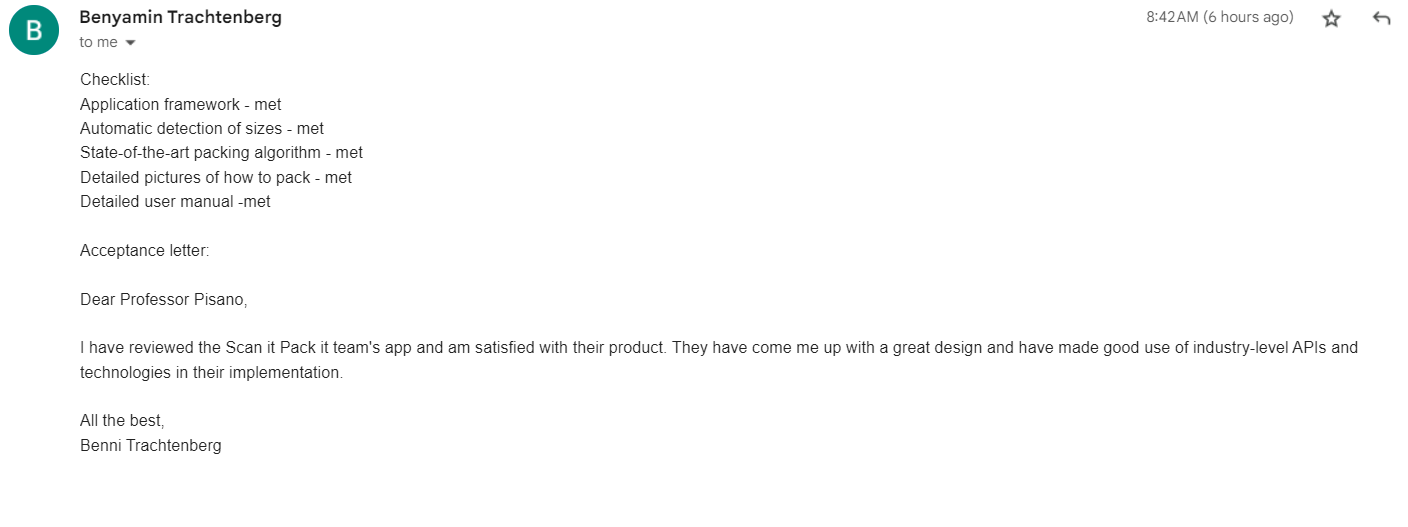 B
Benyamin Trachtenberg
8:42 AM (6 hours ago)
to me
Checklist:
Application framework - met
Automatic detection of sizes - met
State-of-the-art packing algorithm - met
Detailed pictures of how to pack - met
Detailed user manual -met
Acceptance letter:
Dear Professor Pisano,
I have reviewed the Scan it Pack it team's app and am satisfied with their product. They have come me up with a great design and have made good use of industry-level APIs and
technologies in their implementation.
All the best,
Benni Trachtenberg